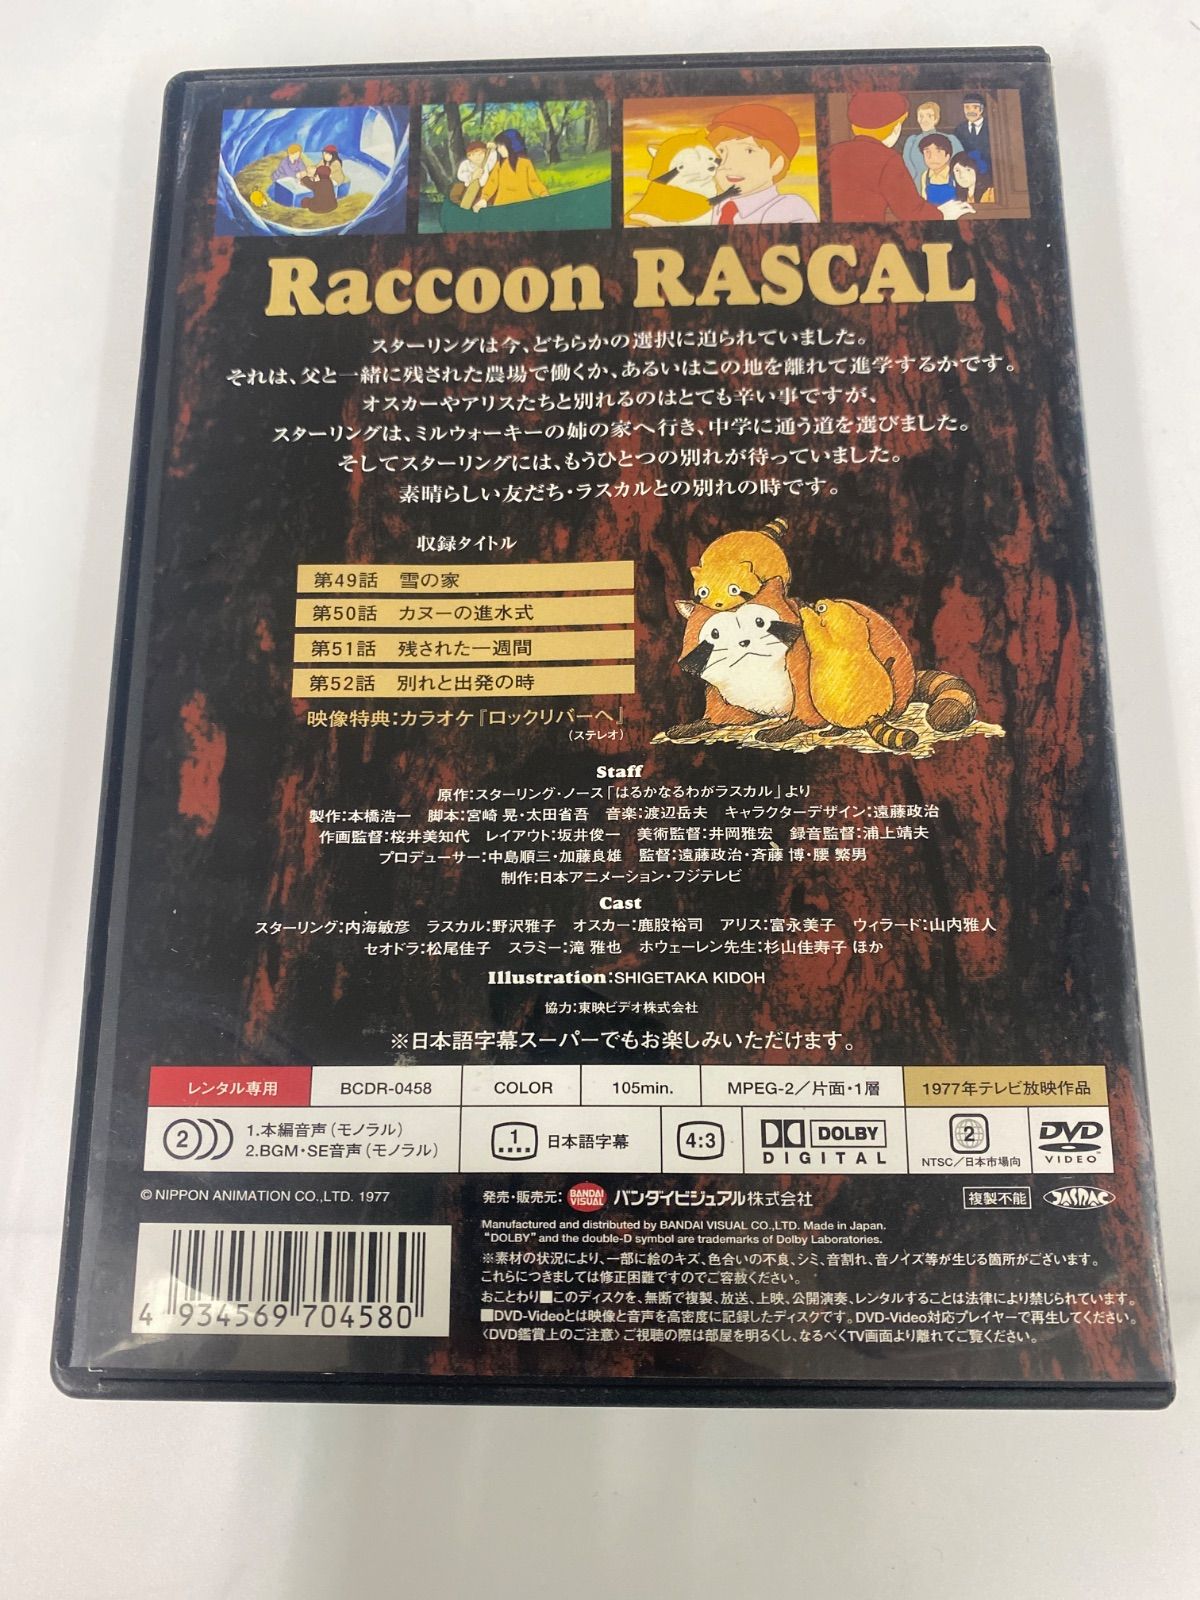 Raccoon RASCAL
スターリングは今、どちらかの選択に迫られていました。
それは、父と一緒に残された農場で働くか、あるいはこの地を離れて進学するかです。
オスカーやアリスたちと別れるのはとても辛い事ですが、
スターリングは、ミルウォーキーの姉の家へ行き、中学に通う道を選びました。
そしてスターリングには、もうひとつの別れが待っていました。
素晴らしい友だち・ラスカルとの別れの時です。
収録タイトル
第49話 雪の家
第50話 カヌーの進水式
第51話 残された一週間
第52話 別れと出発の時
映像特典:カラオケ『ロックリバーへ』
(ステレオ)
Staff
原作:スターリング・ノース「はるかなるわがラスカル」より
製作:本橋浩一 脚本:宮崎 晃・太田省吾 音楽:渡辺岳夫 キャラクターデザイン:遠藤政治
作画監督:桜井美知代 レイアウト:坂井俊一 美術監督:井岡雅宏 録音監督:浦上靖夫
プロデューサー:中島順三・加藤良雄 監督:遠藤政治・斉藤 博・腰 繁男
制作:日本アニメーション・フジテレビ
Cast
スターリング:内海敏彦 ラスカル:野沢雅子 オスカー:鹿股裕司 アリス:冨永美子 ウィラード:山内雅人
セオドラ:松尾佳子 スラミー:滝 雅也 ホウェーレン先生:杉山佳寿子 ほか
Illustration:SHIGETAKA KIDOH
協力:東映ビデオ株式会社
※日本語字幕スーパーでもお楽しみいただけます。
レンタル専用 BCDR-0458 COLOR 105min. MPEG-2／片面・1層 1977年テレビ放映作品
2 1.本編音声(モノラル) 1 日本語字幕 4:3 DOLBY 2 DVD
2.BGM・SE音声(モノラル) DIGITAL NTSC／日本市場向 VIDEO
© NIPPON ANIMATION CO.,LTD. 1977 発売・販売元: BANDAI VISUAL バンダイビジュアル株式会社 複製不能 JASRAC
Manufactured and distributed by BANDAI VISUAL CO.,LTD. Made in Japan.
"DOLBY"and the double-D symbol are trademarks of Dolby Laboratories.
※素材の状況により、一部に絵のキズ、色合いの不良、シミ、音割れ、音ノイズ等が生じる箇所がございます。
これらにつきましては修正困難ですのでご容赦ください。
おことわり■このディスクを、無断で複製、放送、上映、公開演奏、レンタルすることは法律により禁じられています。
■DVD-Videoとは映像と音声を高密度に記録したディスクです。DVD-Video対応プレイヤーで再生してください。
〈DVD鑑賞上のご注意〉ご視聴の際は部屋を明るくし、なるべくTV画面より離れてご覧ください。
4 934569 704580